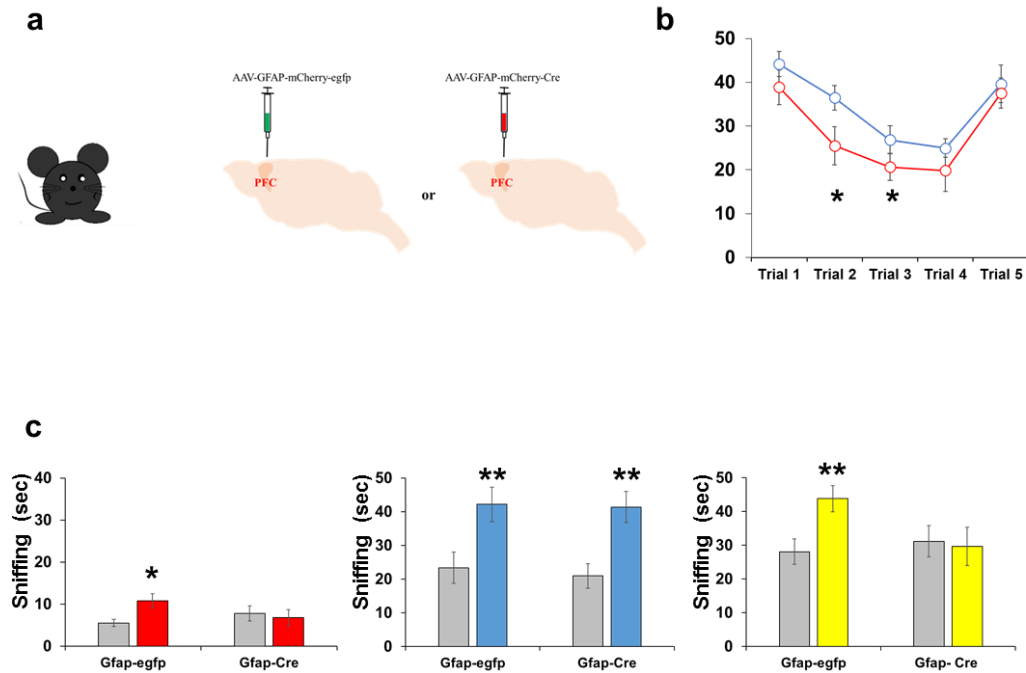 a
AAV-GFAP-mCherry-egfp
AAV-GFAP-mCherry-Cre
PFC
or
PFC
b
50
40
30
20
10
0
* *
Trial 1 Trial 2 Trial 3 Trial 4 Trial 5
c
Sniffing (sec)
40
30
20
10
0
*
Gfap-egfp Gfap-Cre
Sniffing (sec)
50
40
30
20
10
0
** **
Gfap-egfp Gfap-Cre
Sniffing (sec)
50
40
30
20
10
0
**
Gfap-egfp Gfap- Cre